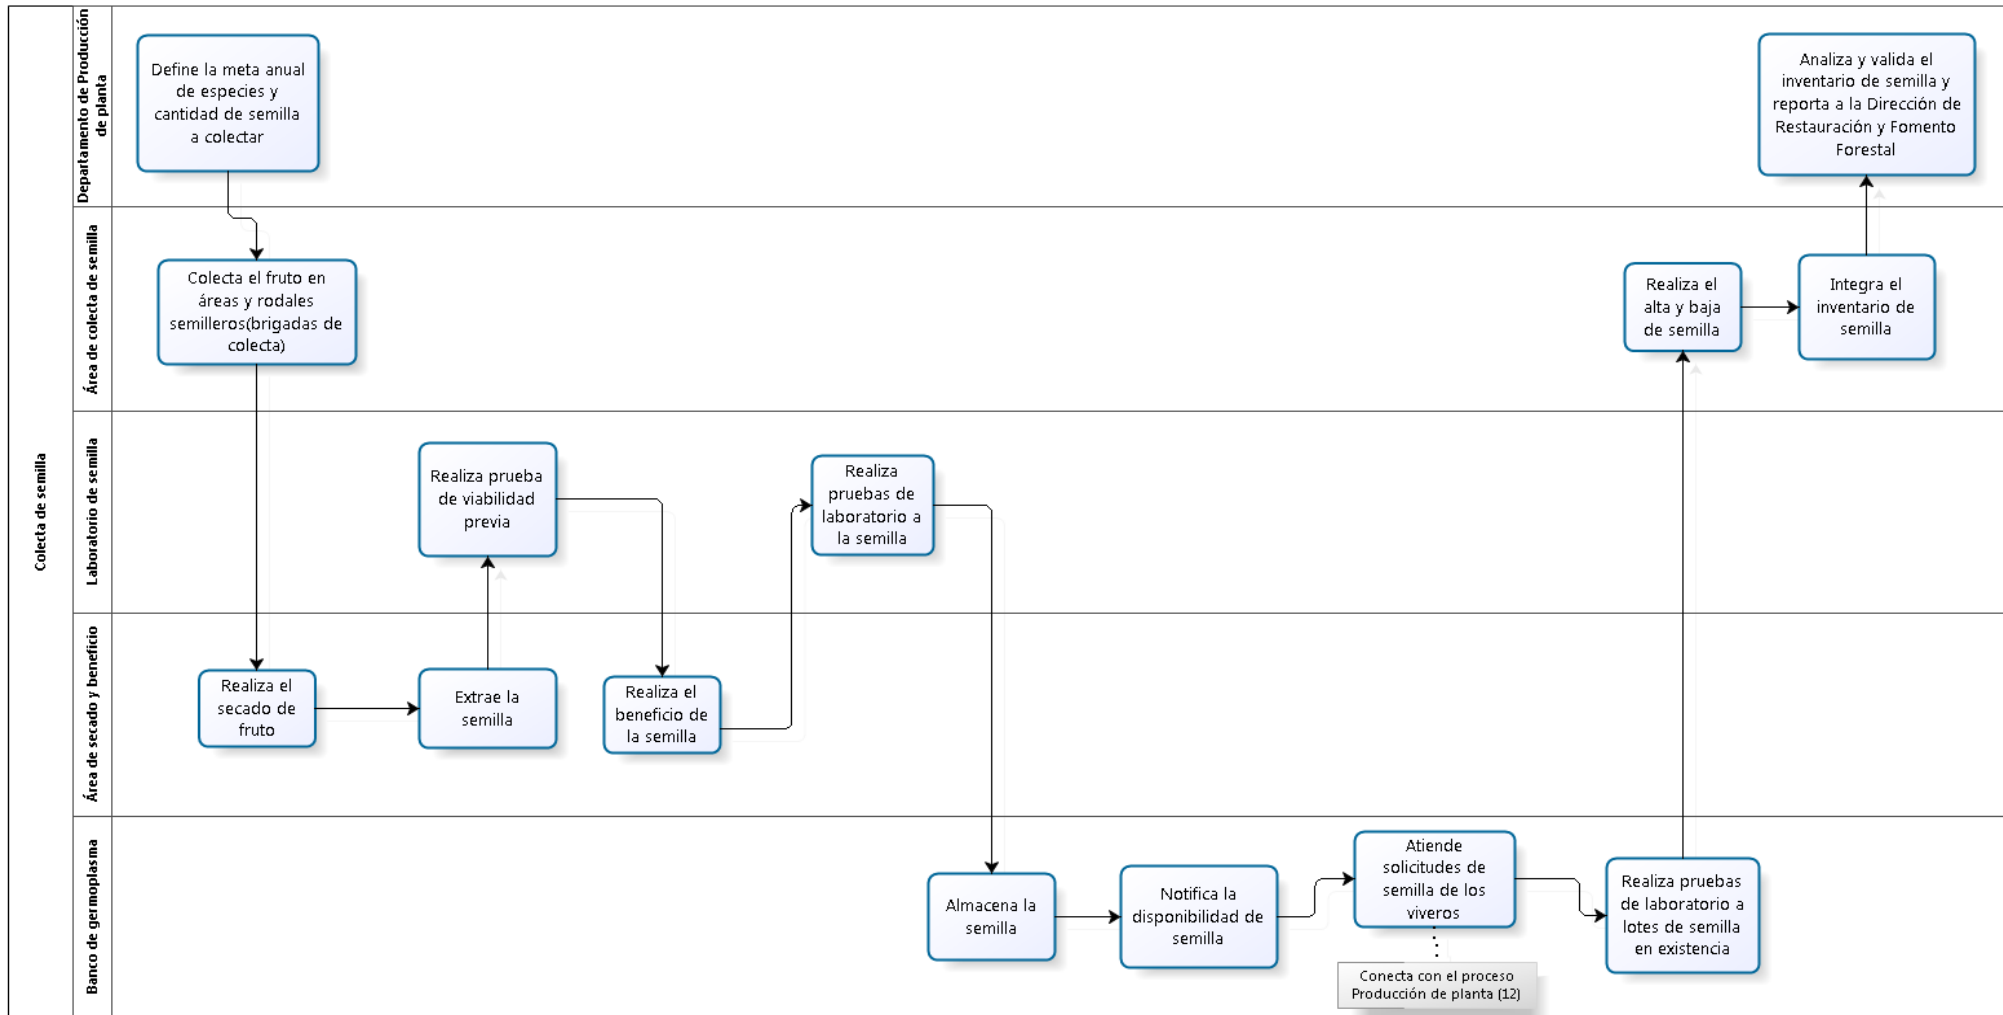 Colecta de semilla
Departamento de Producción
de planta
Define la meta anual
de especies y
cantidad de semilla
a colectar
Analiza y valida el
inventario de semilla y
reporta a la Dirección de
Restauración y Fomento
Forestal
Área de colecta de semilla
Colecta el fruto en
áreas y rodales
semilleros(brigadas de
colecta)
Realiza el
alta y baja
de semilla
Integra el
inventario de
semilla
Laboratorio de semilla
Realiza prueba
de viabilidad
previa
Realiza
pruebas de
laboratorio a
la semilla
Área de secado y beneficio
Realiza el
secado de
fruto
Extrae la
semilla
Realiza el
beneficio de
la semilla
Banco de germoplasma
Almacena la
semilla
Notifica la
disponibilidad de
semilla
Atiende
solicitudes de
semilla de los
viveros
Conecta con el proceso
Producción de planta (12)
Realiza pruebas
de laboratorio a
lotes de semilla
en existencia